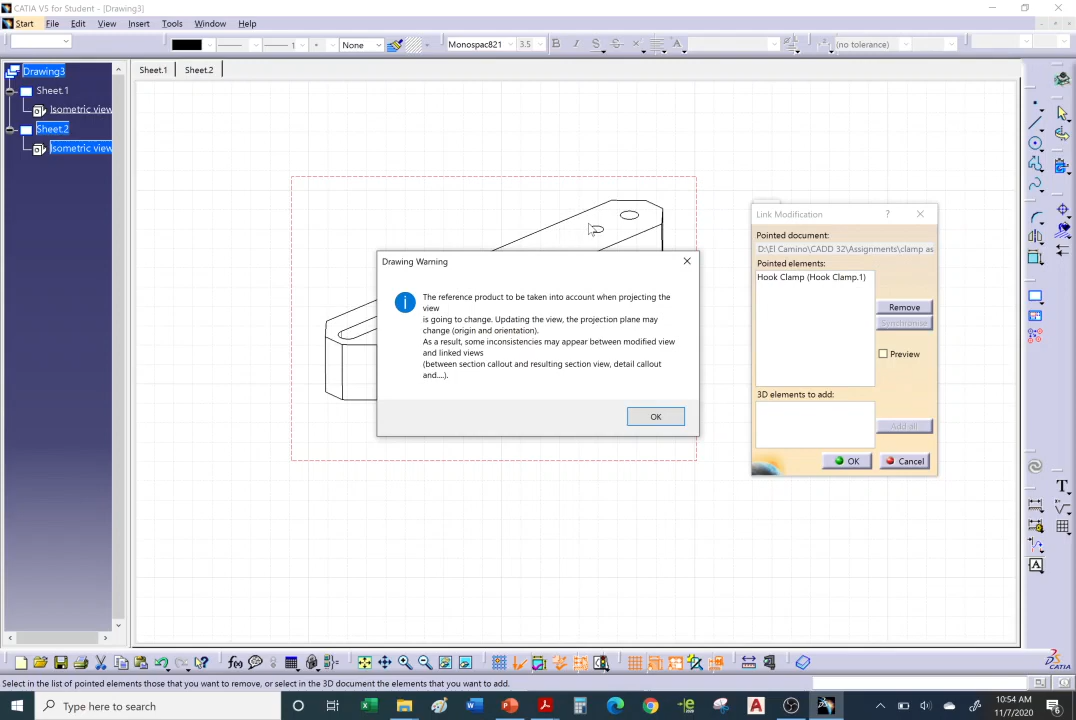 CATIA V5 for Student - [Drawing3]
Start File Edit View Insert Tools Window Help
1 None Monospac821 3.5 B I S (no tolerance)
Drawing3
Sheet.1
Isometric view
Sheet.2
Isometric view
Sheet.1 Sheet.2
Drawing Warning
The reference product to be taken into account when projecting the
view
is going to change. Updating the view, the projection plane may
change (origin and orientation).
As a result, some inconsistencies may appear between modified view
and linked views
(between section callout and resulting section view, detail callout
and....).
OK
Link Modification ?
Pointed document:
D:\El Camino\CADD 32\Assignments\clamp as
Pointed elements:
Hook Clamp (Hook Clamp.1)
Remove
Synchronise
Preview
3D elements to add:
Add all
OK Cancel
Select in the list of pointed elements those that you want to remove, or select in the 3D document the elements that you want to add.
CATIA
Type here to search
10:54 AM
11/7/2020
6